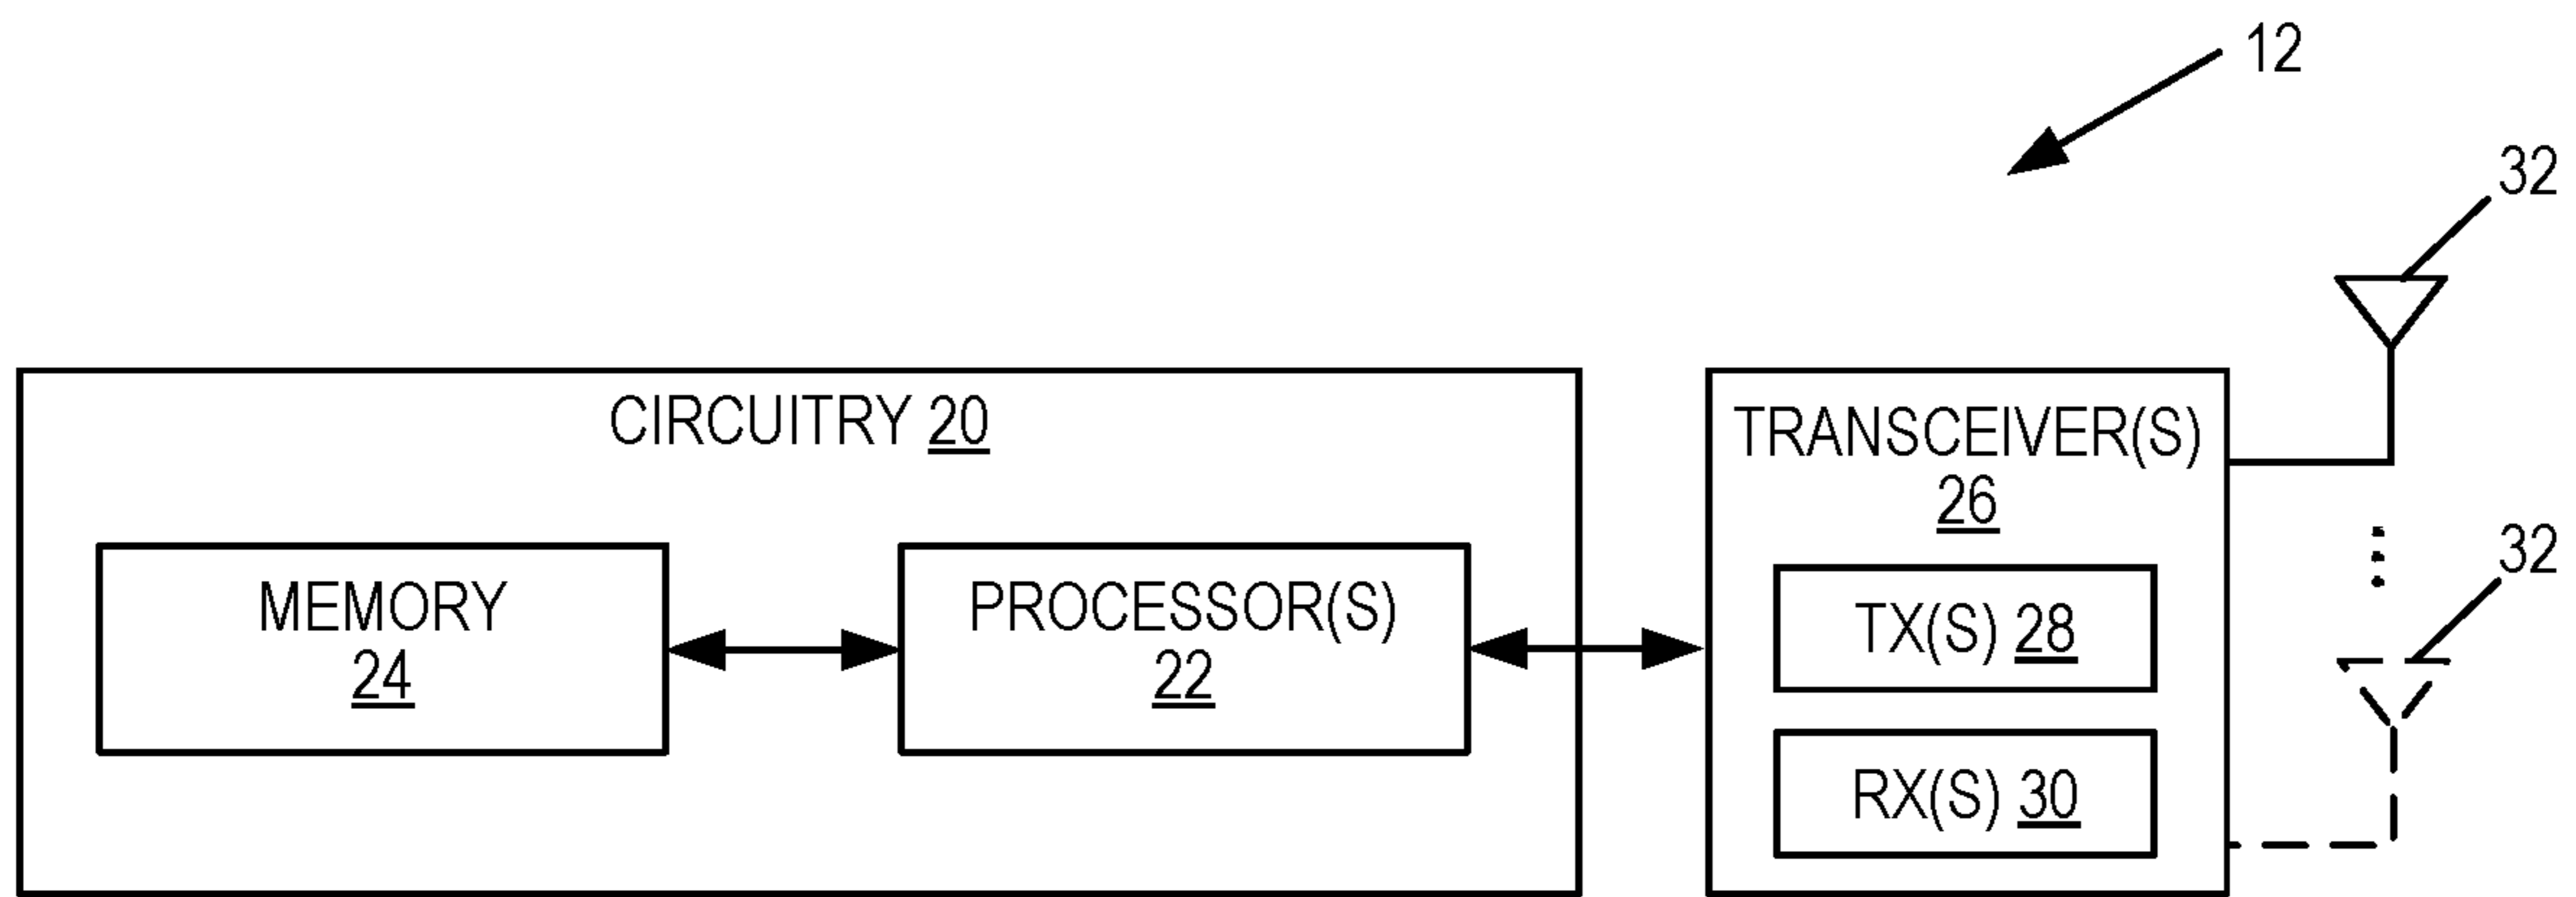 12
32
CIRCUITRY 20
TRANSCEIVER(S)
26
32
MEMORY
24
PROCESSOR(S)
22
TX(S) 28
RX(S) 30